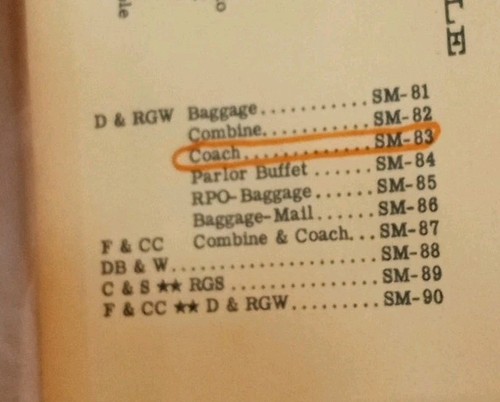 LE
D & RGW Baggage........... SM-81
Combine............ SM-82
Coach.............. SM-83
Parlor Buffet ...... SM-84
RPO-Baggage....... SM-85
Baggage-Mail...... SM-86
F & CC Combine & Coach... SM-87
DB & W..................... SM-88
C & S ★★ RGS ............... SM-89
F & CC ★★ D & RGW......... SM-90